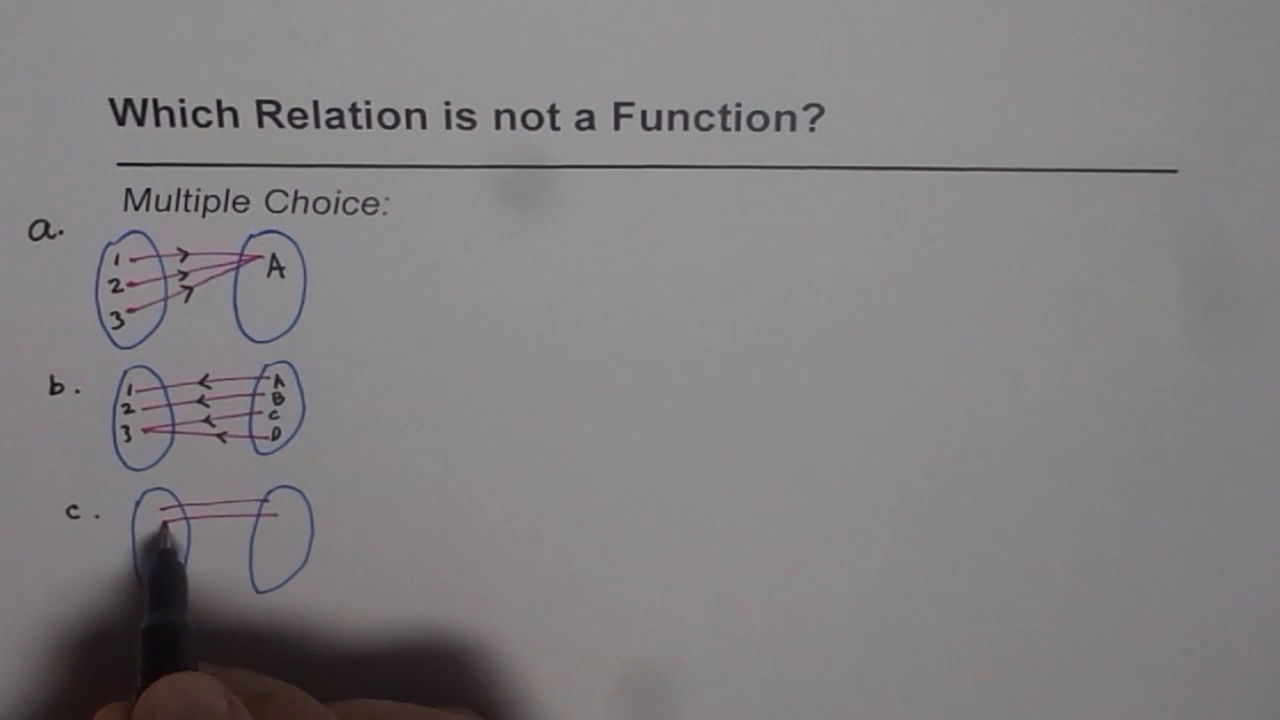 Which Relation is not a Function?
Multiple Choice:
a.
1
2
3
A
b.
1
2
3
A
B
C
D
c.